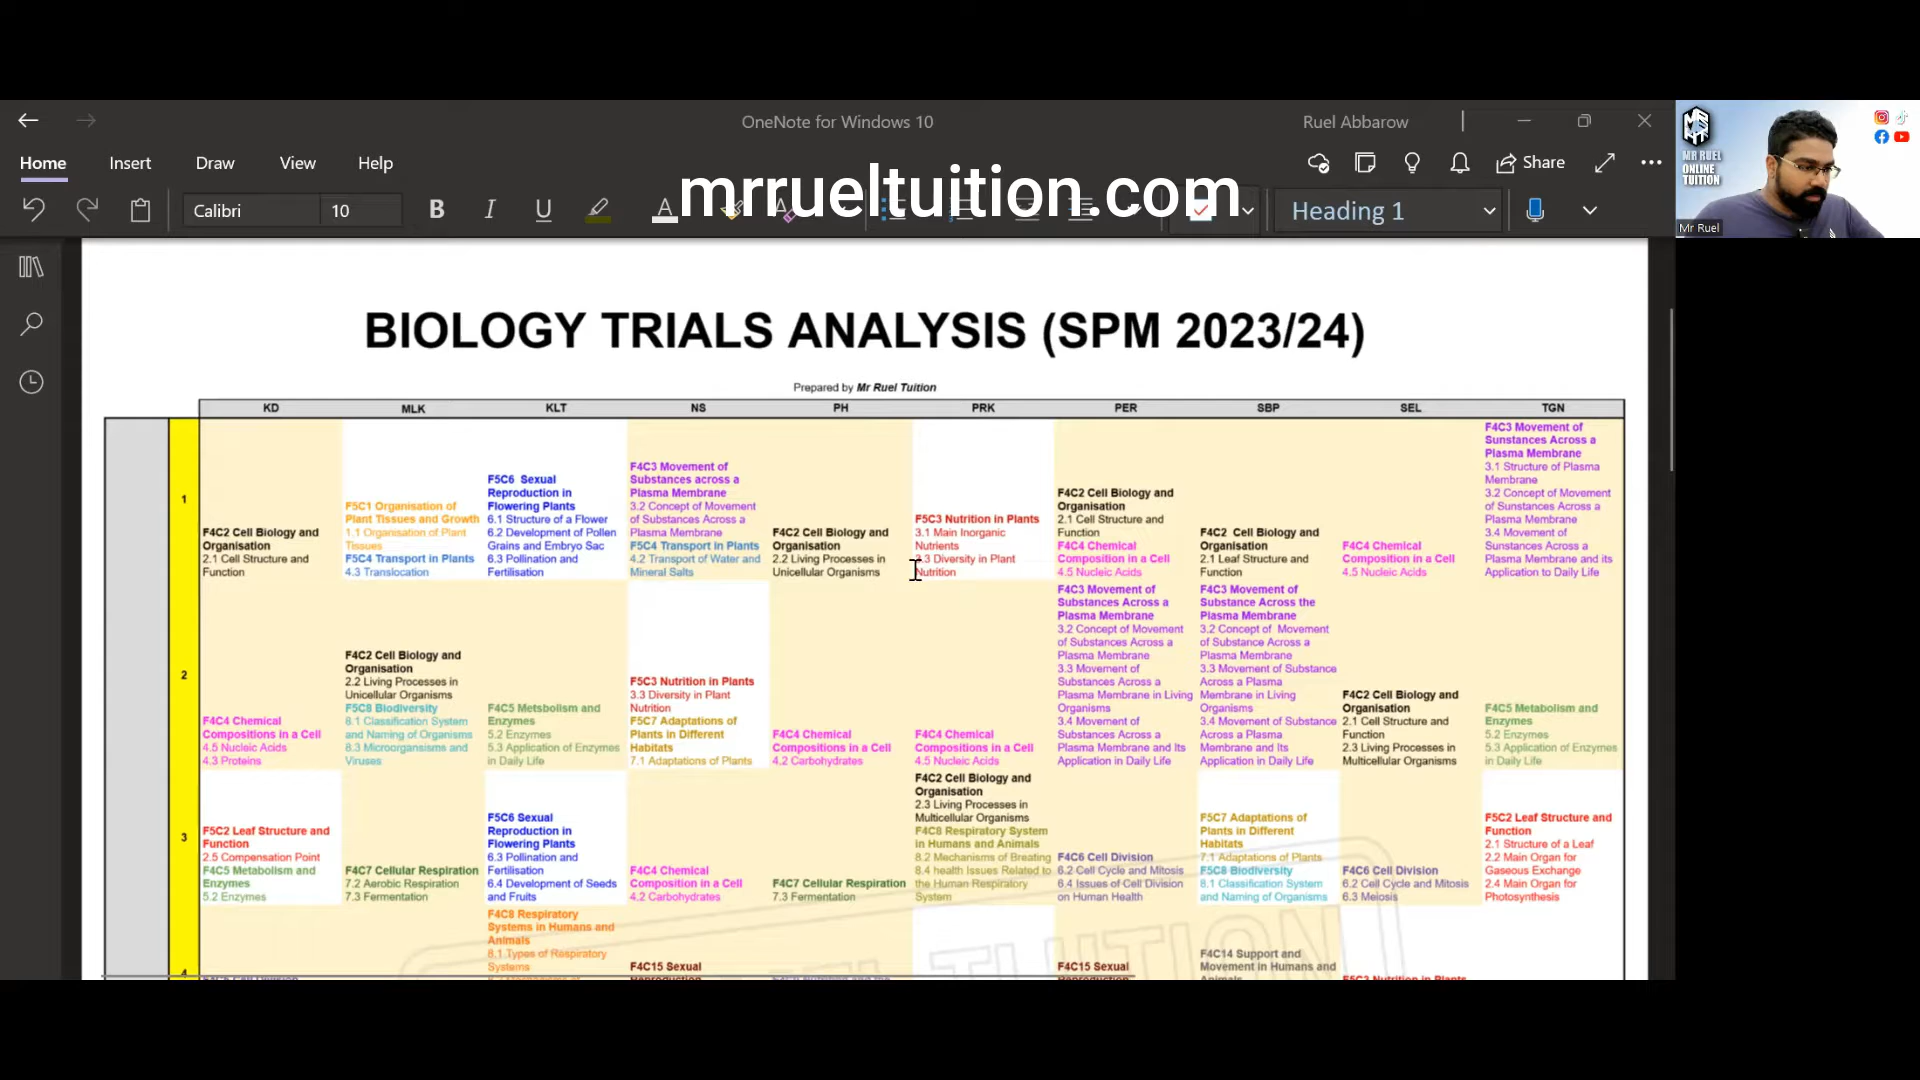 OneNote for Windows 10
Ruel Abbarow
Home
Insert
Draw
View
Help
Share
mrrueltuition.com
Calibri
10
B
I
U
A
Heading 1
MR RUEL
ONLINE
TUITION
Mr Ruel
BIOLOGY TRIALS ANALYSIS (SPM 2023/24)
Prepared by Mr Ruel Tuition
KD
MLK
KLT
NS
PH
PRK
PER
SBP
SEL
TGN
1
F4C2 Cell Biology and
Organisation
2.1 Cell Structure and
Function
F5C1 Organisation of
Plant Tissues and Growth
1.1 Organisation of Plant
Tissues
F5C4 Transport in Plants
4.3 Translocation
F5C6 Sexual
Reproduction in
Flowering Plants
6.1 Structure of a Flower
6.2 Development of Pollen
Grains and Embryo Sac
6.3 Pollination and
Fertilisation
F4C3 Movement of
Substances across a
Plasma Membrane
3.2 Concept of Movement
of Substances Across a
Plasma Membrane
F5C4 Transport in Plants
4.2 Transport of Water and
Mineral Salts
F4C2 Cell Biology and
Organisation
2.2 Living Processes in
Unicellular Organisms
F5C3 Nutrition in Plants
3.1 Main Inorganic
Nutrients
3.3 Diversity in Plant
Nutrition
F4C2 Cell Biology and
Organisation
2.1 Cell Structure and
Function
F4C4 Chemical
Composition in a Cell
4.5 Nucleic Acids
F4C2 Cell Biology and
Organisation
2.1 Leaf Structure and
Function
F4C4 Chemical
Composition in a Cell
4.5 Nucleic Acids
F4C3 Movement of
Sunstances Across a
Plasma Membrane
3.1 Structure of Plasma
Membrane
3.2 Concept of Movement
of Sunstances Across a
Plasma Membrane
3.4 Movement of
Sunstances Across a
Plasma Membrane and its
Application to Daily Life
2
F4C4 Chemical
Compositions in a Cell
4.5 Nucleic Acids
4.3 Proteins
F4C2 Cell Biology and
Organisation
2.2 Living Processes in
Unicellular Organisms
F5C8 Biodiversity
8.1 Classification System
and Naming of Organisms
8.3 Microorganisms and
Viruses
F4C5 Metsbolism and
Enzymes
5.2 Enzymes
5.3 Application of Enzymes
in Daily Life
F5C3 Nutrition in Plants
3.3 Diversity in Plant
Nutrition
F5C7 Adaptations of
Plants in Different
Habitats
7.1 Adaptations of Plants
F4C4 Chemical
Compositions in a Cell
4.2 Carbohydrates
F4C4 Chemical
Compositions in a Cell
4.5 Nucleic Acids
F4C3 Movement of
Substances Across a
Plasma Membrane
3.2 Concept of Movement
of Substances Across a
Plasma Membrane
3.3 Movement of
Substances Across a
Plasma Membrane in Living
Organisms
3.4 Movement of
Substances Across a
Plasma Membrane and Its
Application in Daily Life
F4C3 Movement of
Substance Across the
Plasma Membrane
3.2 Concept of Movement
of Substance Across a
Plasma Membrane
3.3 Movement of Substance
Across a Plasma
Membrane in Living
Organisms
3.4 Movement of Substance
Across a Plasma
Membrane and Its
Application in Daily Life
F4C2 Cell Biology and
Organisation
2.1 Cell Structure and
Function
2.3 Living Processes in
Multicellular Organisms
F4C5 Metabolism and
Enzymes
5.2 Enzymes
5.3 Application of Enzymes
in Daily Life
3
F5C2 Leaf Structure and
Function
2.5 Compensation Point
F4C5 Metabolism and
Enzymes
5.2 Enzymes
F4C7 Cellular Respiration
7.2 Aerobic Respiration
7.3 Fermentation
F5C6 Sexual
Reproduction in
Flowering Plants
6.3 Pollination and
Fertilisation
6.4 Development of Seeds
and Fruits
F4C4 Chemical
Composition in a Cell
4.2 Carbohydrates
F4C7 Cellular Respiration
7.3 Fermentation
F4C2 Cell Biology and
Organisation
2.3 Living Processes in
Multicellular Organisms
F4C8 Respiratory System
in Humans and Animals
8.2 Mechanisms of Breating
8.4 health Issues Related to
the Human Respiratory
System
F4C6 Cell Division
6.2 Cell Cycle and Mitosis
6.4 Issues of Cell Division
on Human Health
F5C7 Adaptations of
Plants in Different
Habitats
7.1 Adaptations of Plants
F5C8 Biodiversity
8.1 Classification System
and Naming of Organisms
F4C6 Cell Division
6.2 Cell Cycle and Mitosis
6.3 Meiosis
F5C2 Leaf Structure and
Function
2.1 Structure of a Leaf
2.2 Main Organ for
Gaseous Exchange
2.4 Main Organ for
Photosynthesis
4
F4C8 Respiratory
Systems in Humans and
Animals
8.1 Types of Respiratory
Systems
F4C15 Sexual
F4C15 Sexual
F4C14 Support and
Movement in Humans and
F5C3 Nutrition in Plants
TUITION